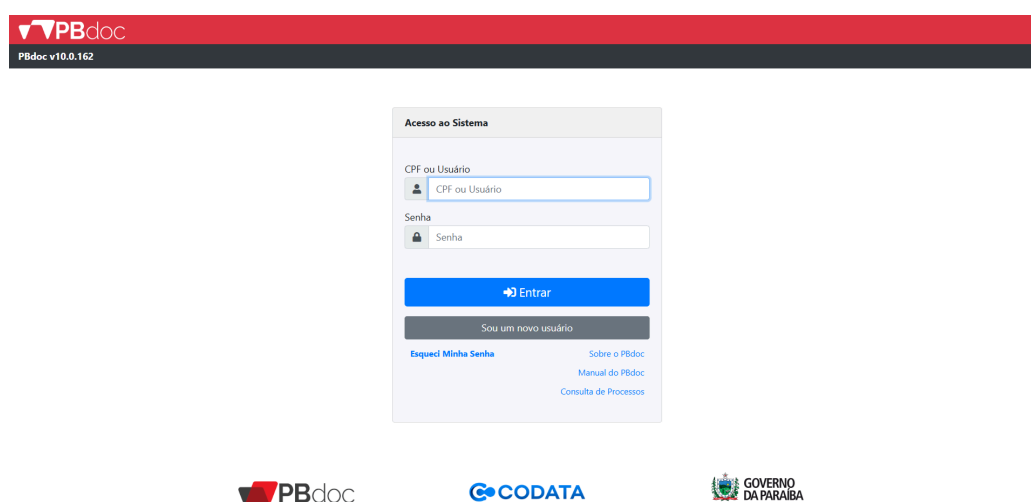 PBdoc
PBdoc v10.0.162
Acesso ao Sistema
CPF ou Usuário
CPF ou Usuário
Senha
Senha
Entrar
Sou um novo usuário
Esqueci Minha Senha
Sobre o PBdoc
Manual do PBdoc
Consulta de Processos
PBdoc
CODATA
GOVERNO
DA PARAÍBA